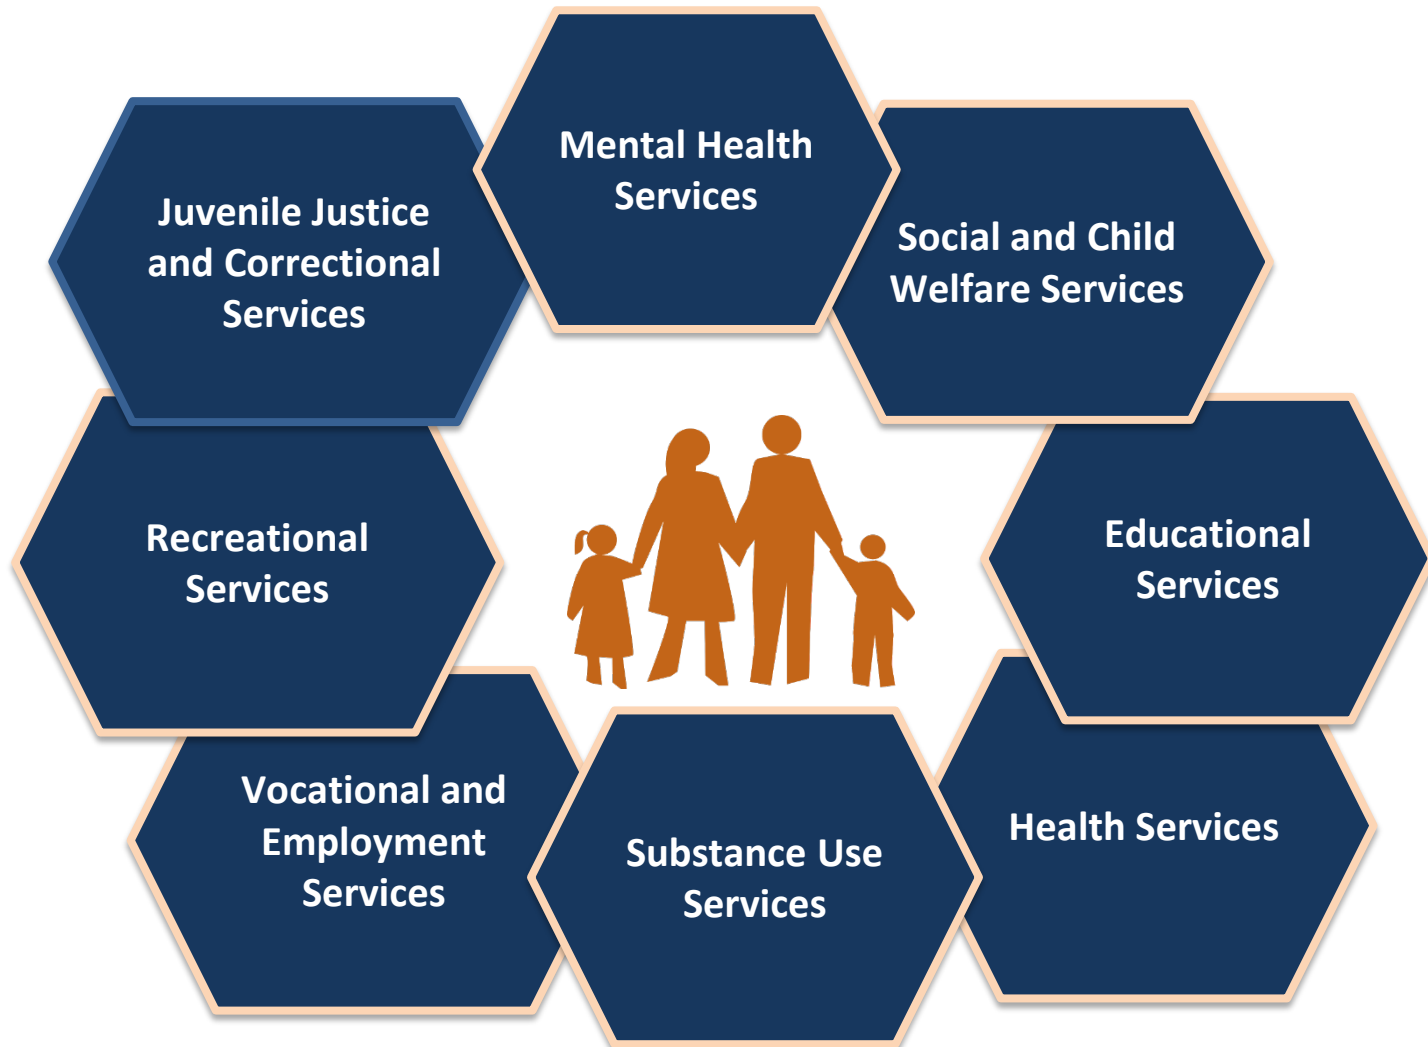 Mental Health
Services
Social and Child
Welfare Services
Educational
Services
Health Services
Substance Use
Services
Vocational and
Employment
Services
Recreational
Services
Juvenile Justice
and Correctional
Services